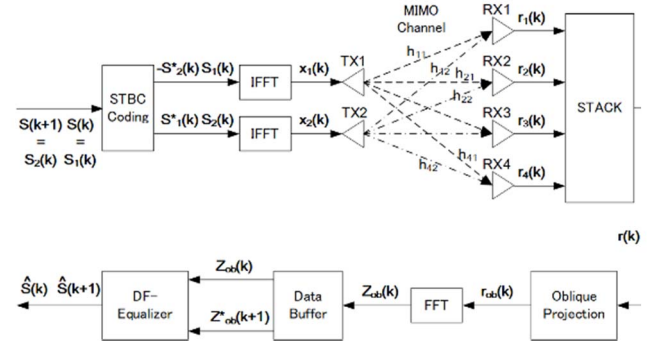 MIMO
Channel
RX1
r₁(k)
-S*₂(k) S₁(k)
IFFT
x₁(k)
TX1
h₁₁
h₁₂
h₂₁
RX2
r₂(k)
STBC
Coding
h₂₂
STACK
S(k+1) S(k)
= =
S₂(k) S₁(k)
S*₁(k) S₂(k)
IFFT
x₂(k)
TX2
RX3
r₃(k)
h₄₁
h₄₂
RX4
r₄(k)
r(k)
Ŝ(k) Ŝ(k+1)
DF-
Equalizer
Zₒb(k)
Z*ₒb(k+1)
Data
Buffer
Zₒb(k)
FFT
rₒb(k)
Oblique
Projection